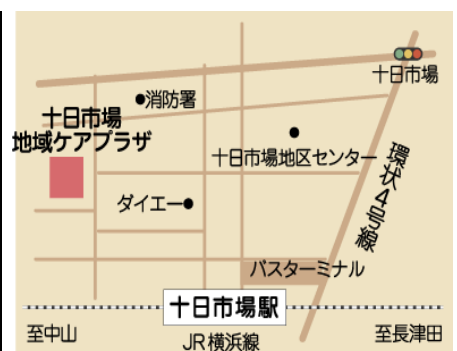 十日市場
消防署
十日市場
地域ケアプラザ
十日市場地区センター
環状4号線
ダイエー
バスターミナル
十日市場駅
至中山
JR横浜線
至長津田